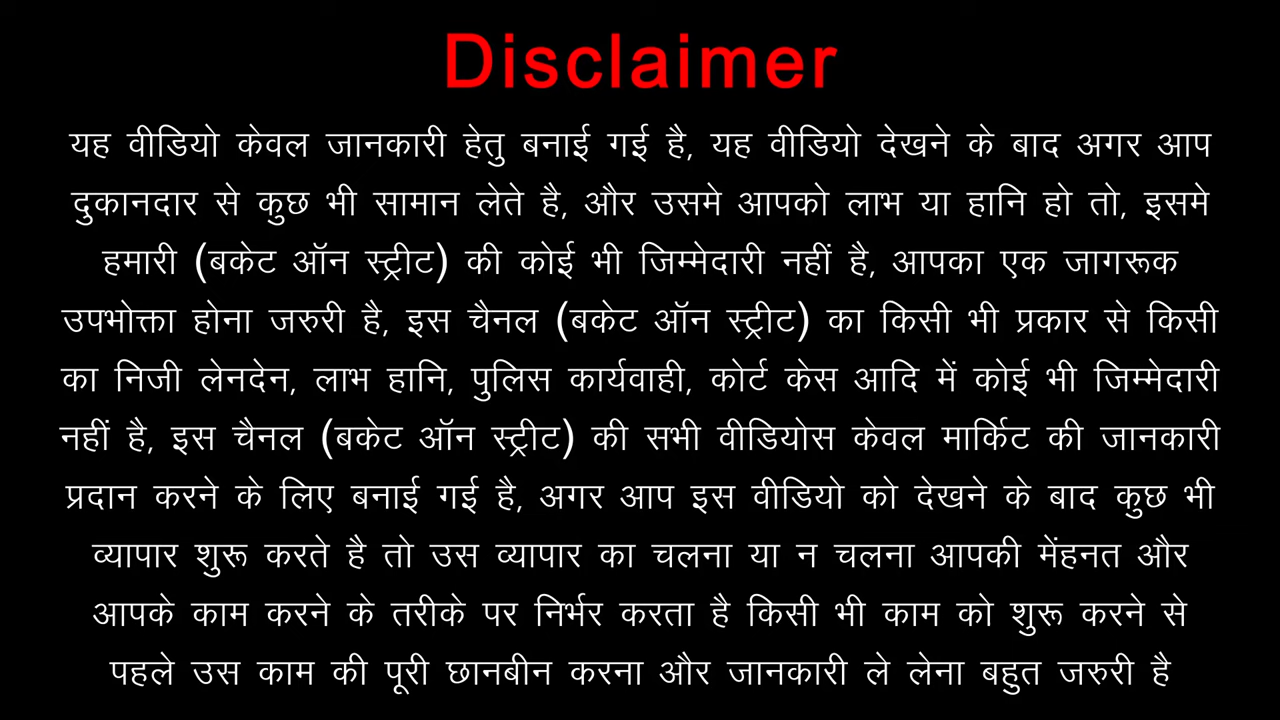 Disclaimer
यह वीडियो केवल जानकारी हेतु बनाई गई है, यह वीडियो देखने के बाद अगर आप
दुकानदार से कुछ भी सामान लेते है, और उसमे आपको लाभ या हानि हो तो, इसमे
हमारी (बकेट ऑन स्ट्रीट) की कोई भी जिम्मेदारी नहीं है, आपका एक जागरूक
उपभोक्ता होना जरुरी है, इस चैनल (बकेट ऑन स्ट्रीट) का किसी भी प्रकार से किसी
का निजी लेनदेन, लाभ हानि, पुलिस कार्यवाही, कोर्ट केस आदि में कोई भी जिम्मेदारी
नहीं है, इस चैनल (बकेट ऑन स्ट्रीट) की सभी वीडियोस केवल मार्किट की जानकारी
प्रदान करने के लिए बनाई गई है, अगर आप इस वीडियो को देखने के बाद कुछ भी
व्यापार शुरू करते है तो उस व्यापार का चलना या न चलना आपकी मेंहनत और
आपके काम करने के तरीके पर निर्भर करता है किसी भी काम को शुरू करने से
पहले उस काम की पूरी छानबीन करना और जानकारी ले लेना बहुत जरुरी है